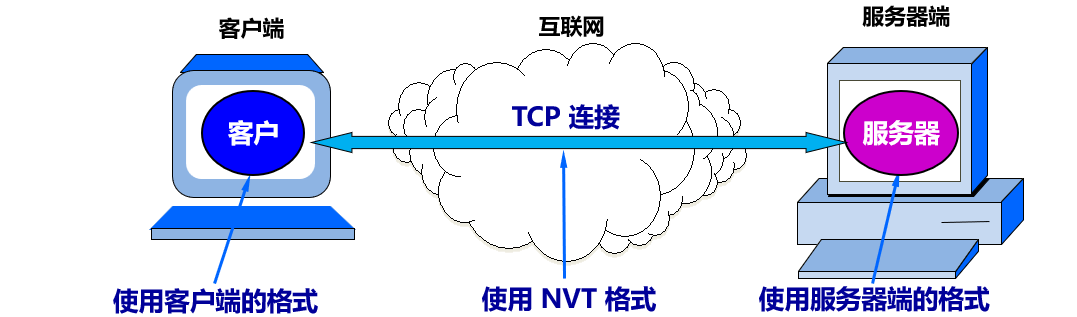 客户端
互联网
服务器端
TCP 连接
客户
服务器
使用客户端的格式
使用 NVT 格式
使用服务器端的格式